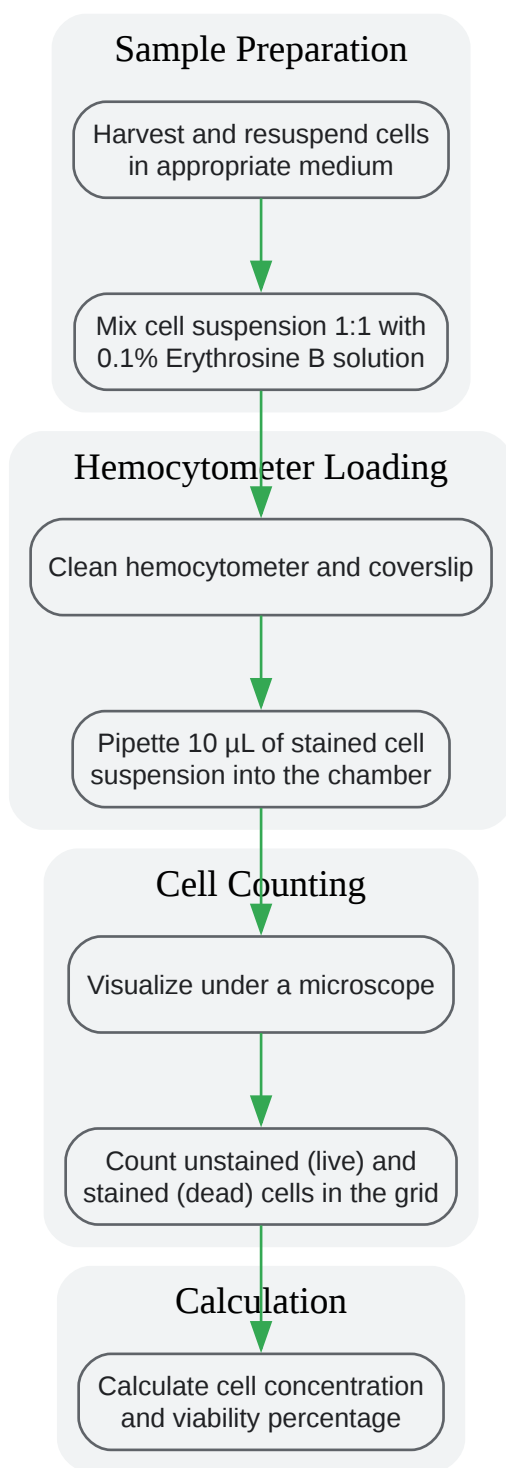 Sample Preparation
Harvest and resuspend cells
in appropriate medium
Mix cell suspension 1:1 with
0.1% Erythrosine B solution
Hemocytometer Loading
Clean hemocytometer and coverslip
Pipette 10 µL of stained cell
suspension into the chamber
Cell Counting
Visualize under a microscope
Count unstained (live) and
stained (dead) cells in the grid
Calculation
Calculate cell concentration
and viability percentage